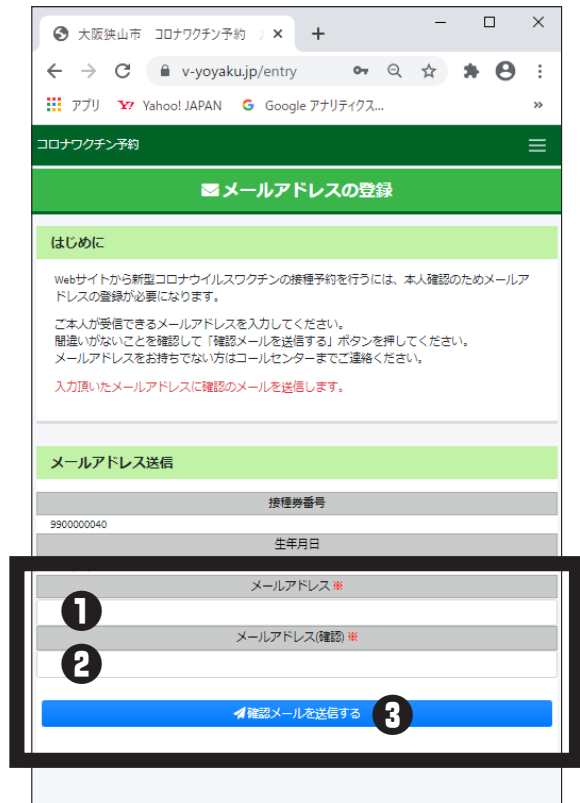 大阪狭山市 コロナワクチン予約
v-yoyaku.jp/entry
アプリ Yahoo! JAPAN Google アナリティクス...
コロナワクチン予約
メールアドレスの登録
はじめに
Webサイトから新型コロナウイルスワクチンの接種予約を行うには、本人確認のためメールア
ドレスの登録が必要になります。
ご本人が受信できるメールアドレスを入力してください。
間違いがないことを確認して「確認メールを送信する」ボタンを押してください。
メールアドレスをお持ちでない方はコールセンターまでご連絡ください。
入力頂いたメールアドレスに確認のメールを送信します。
メールアドレス送信
接種券番号
9900000040
生年月日
メールアドレス※
1
メールアドレス(確認)※
2
確認メールを送信する 3